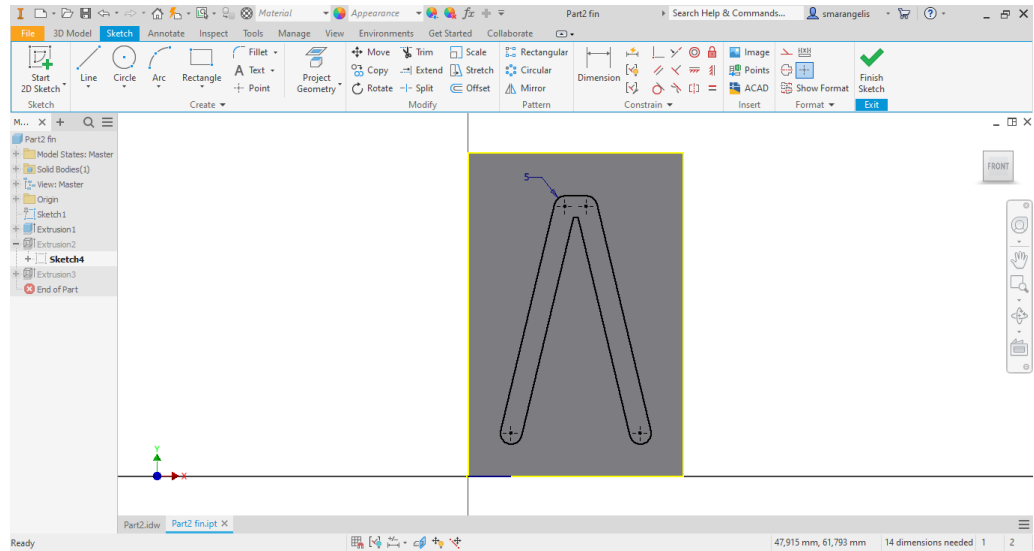 Material Appearance fx Part2 fin Search Help & Commands... smarangelis
File 3D Model Sketch Annotate Inspect Tools Manage View Environments Get Started Collaborate
Fillet Move Trim Scale Rectangular Image
Text Copy Extend Stretch Circular Points
Point Rotate Split Offset Mirror ACAD Show Format
Start 2D Sketch Line Circle Arc Rectangle Project Geometry Dimension Finish Sketch
Sketch Create Modify Pattern Constrain Insert Format Exit
M...
Part2 fin
Model States: Master
Solid Bodies(1)
View: Master
Origin
Sketch1
Extrusion1
Extrusion2
Sketch4
Extrusion3
End of Part
FRONT
5
Y
X
Part2.idw Part2 fin.ipt
Ready 47,915 mm, 61,793 mm 14 dimensions needed 1 2